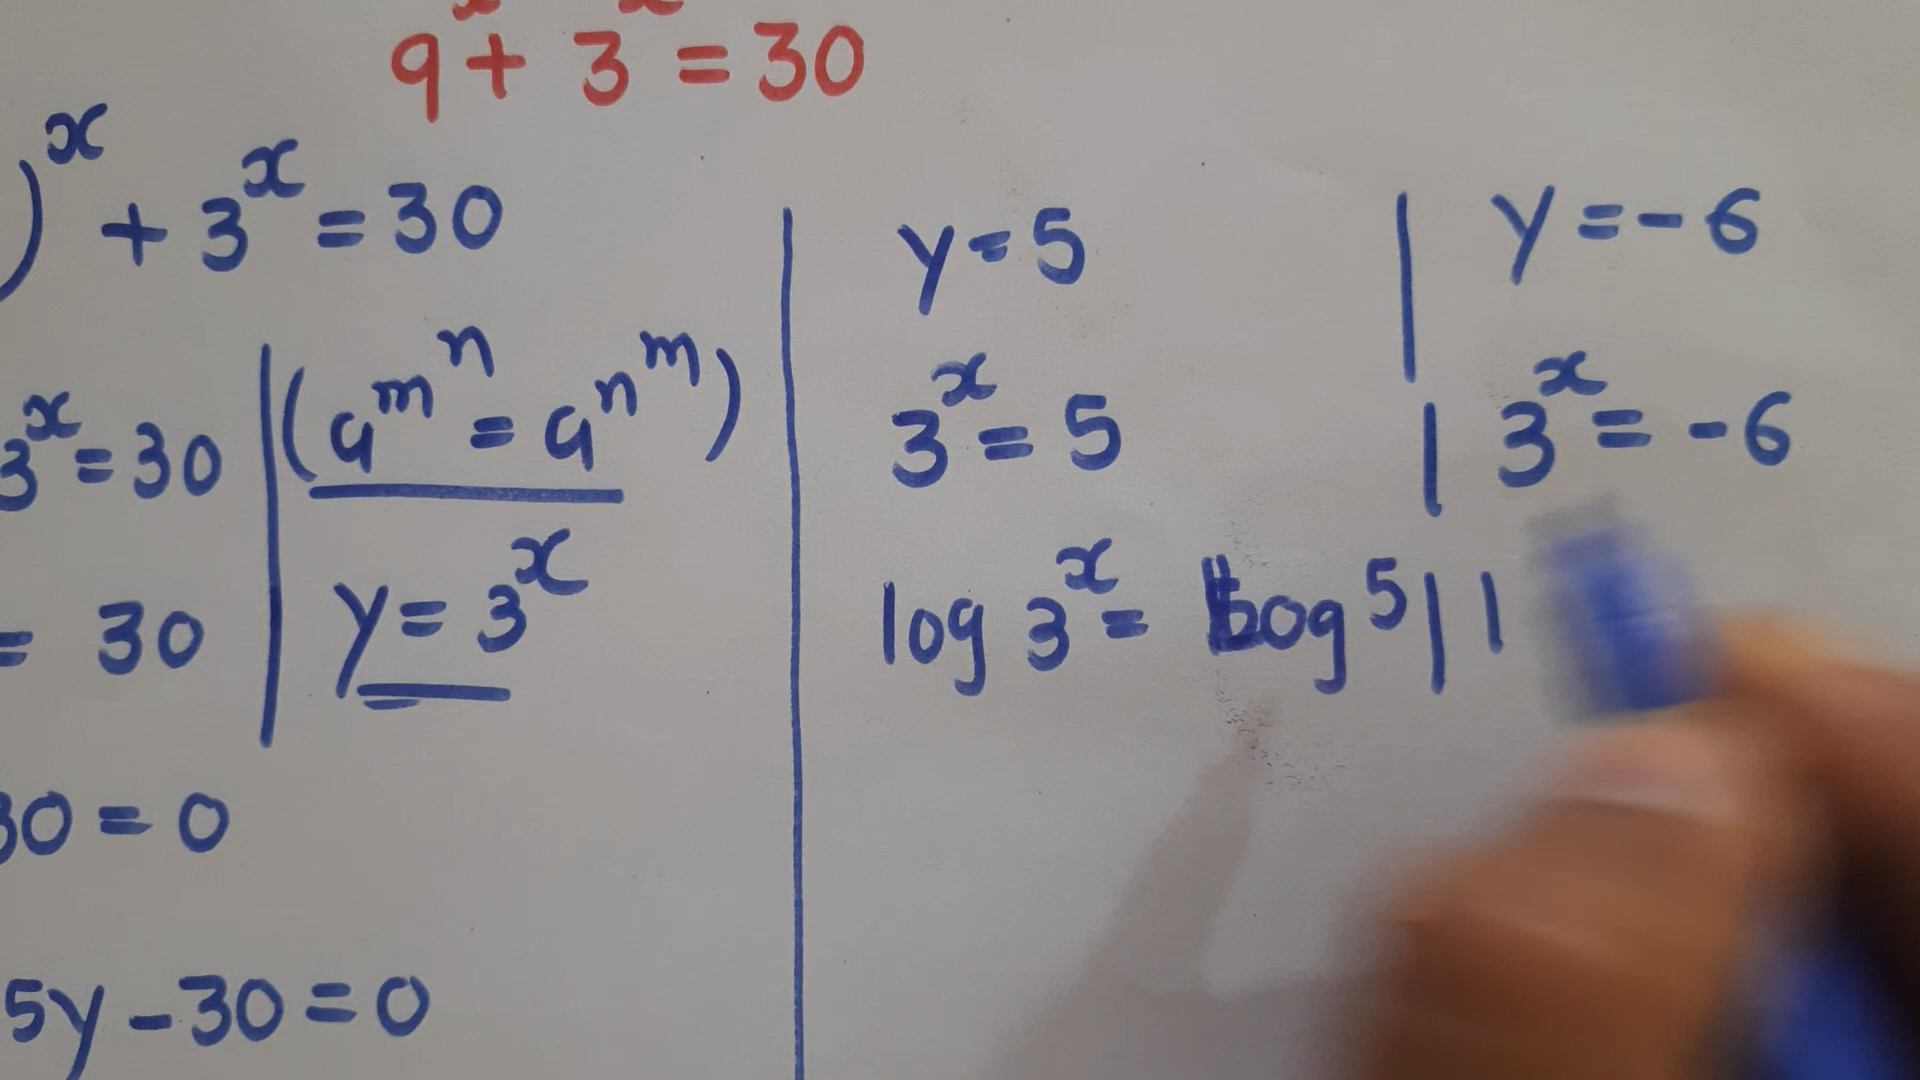 9ˣ + 3ˣ = 30
)ˣ + 3ˣ = 30
3ˣ = 30
(aᵐⁿ = aⁿᵐ)
= 30
y = 3ˣ
30 = 0
5y - 30 = 0
y = 5
3ˣ = 5
log 3ˣ = log 5
y = -6
3ˣ = -6
l